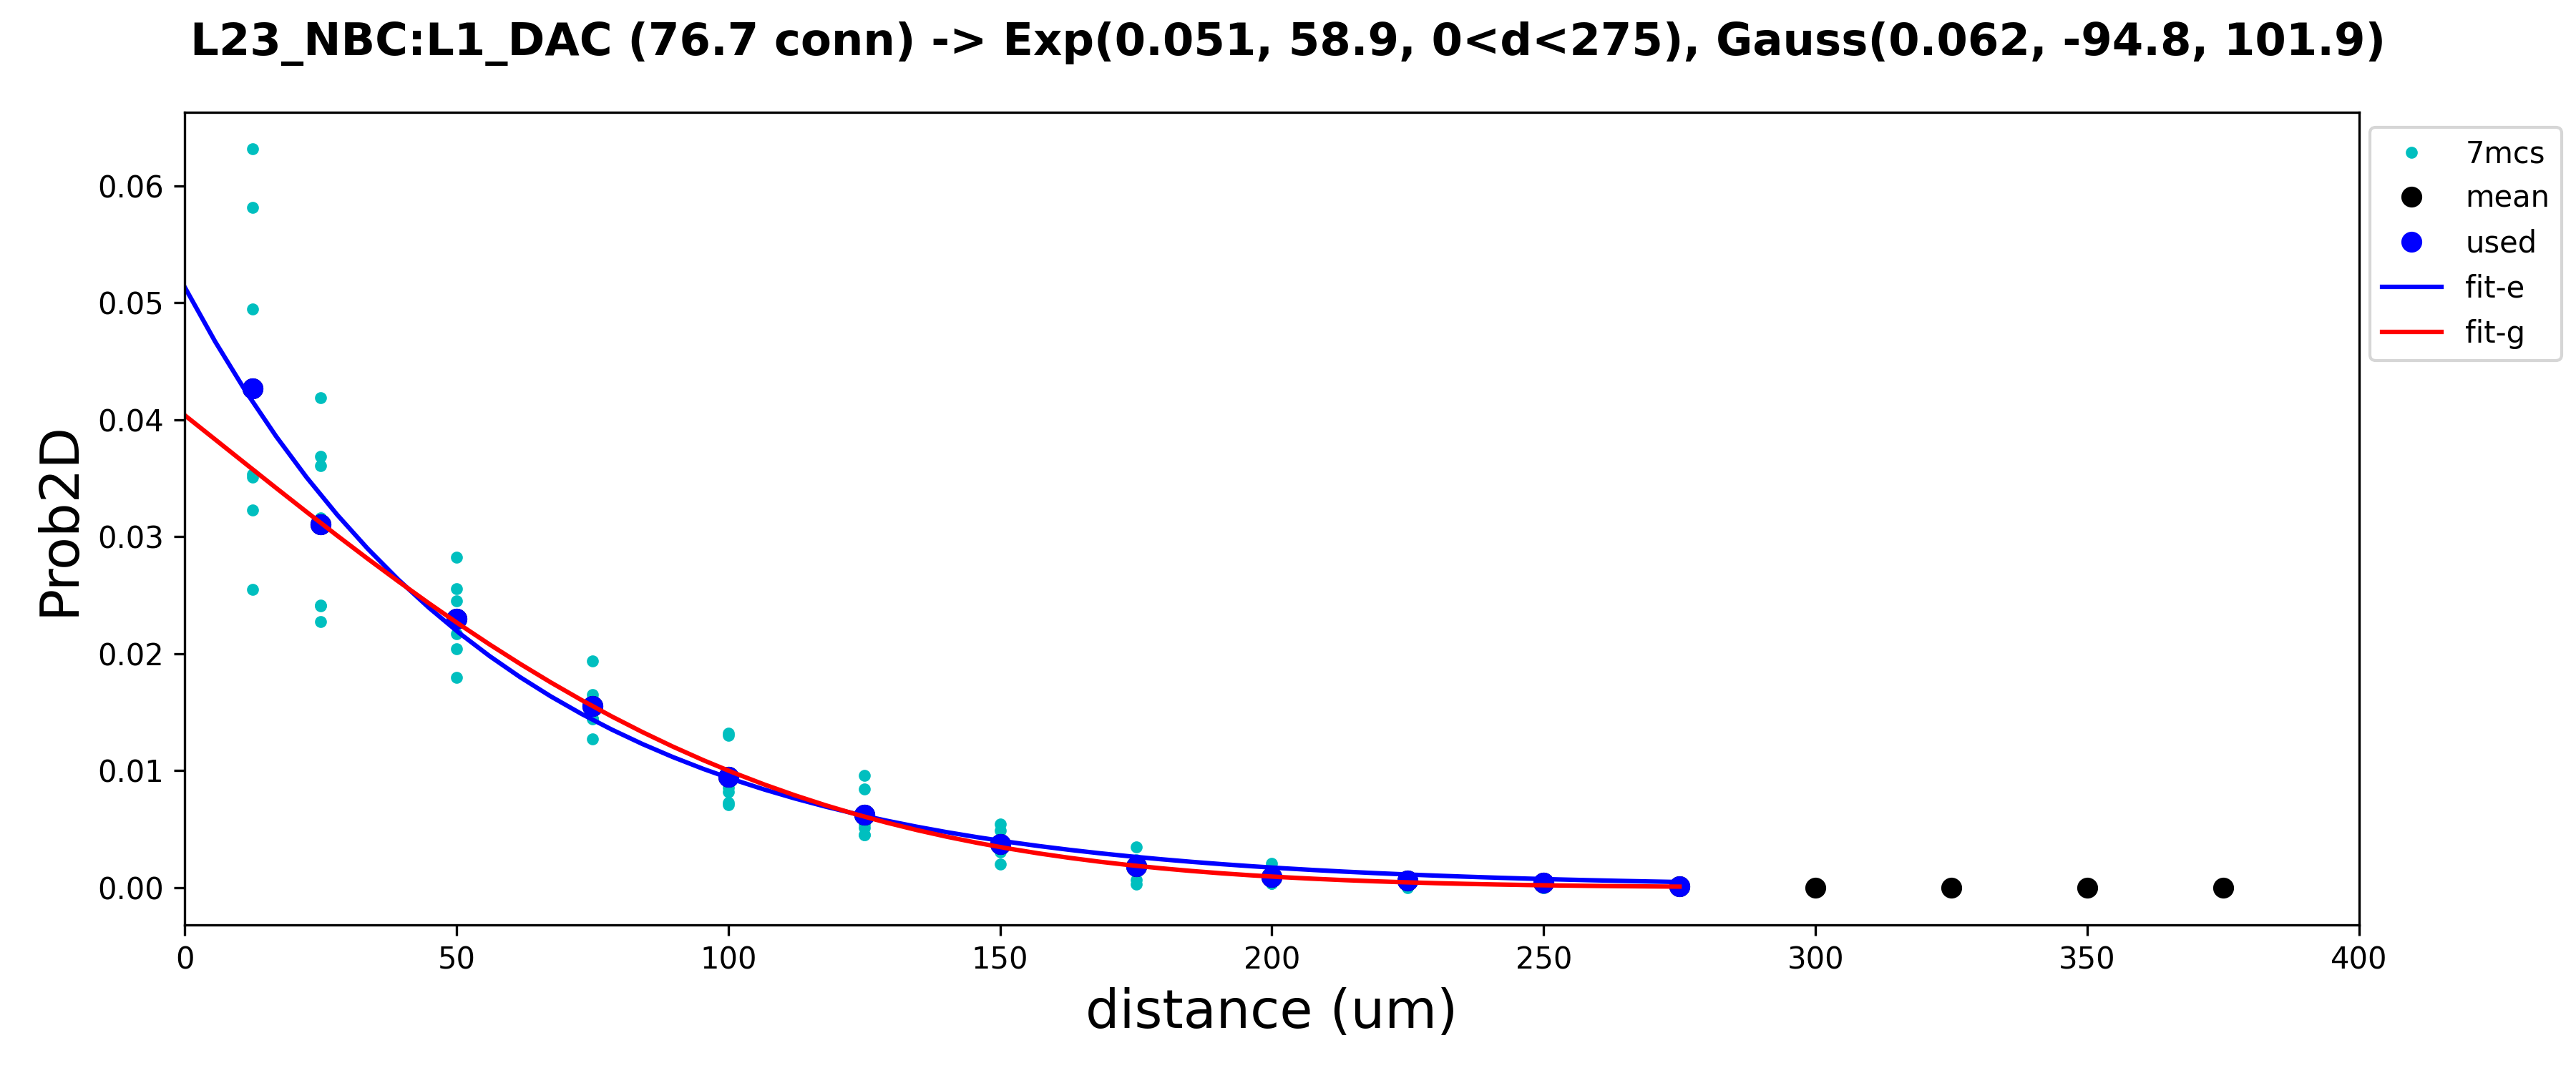 L23_NBC:L1_DAC (76.7 conn) -> Exp(0.051, 58.9, 0<d<275), Gauss(0.062, -94.8, 101.9)
7mcs
mean
used
fit-e
fit-g
Prob2D
0.06
0.05
0.04
0.03
0.02
0.01
0.00
0 50 100 150 200 250 300 350 400
distance (um)